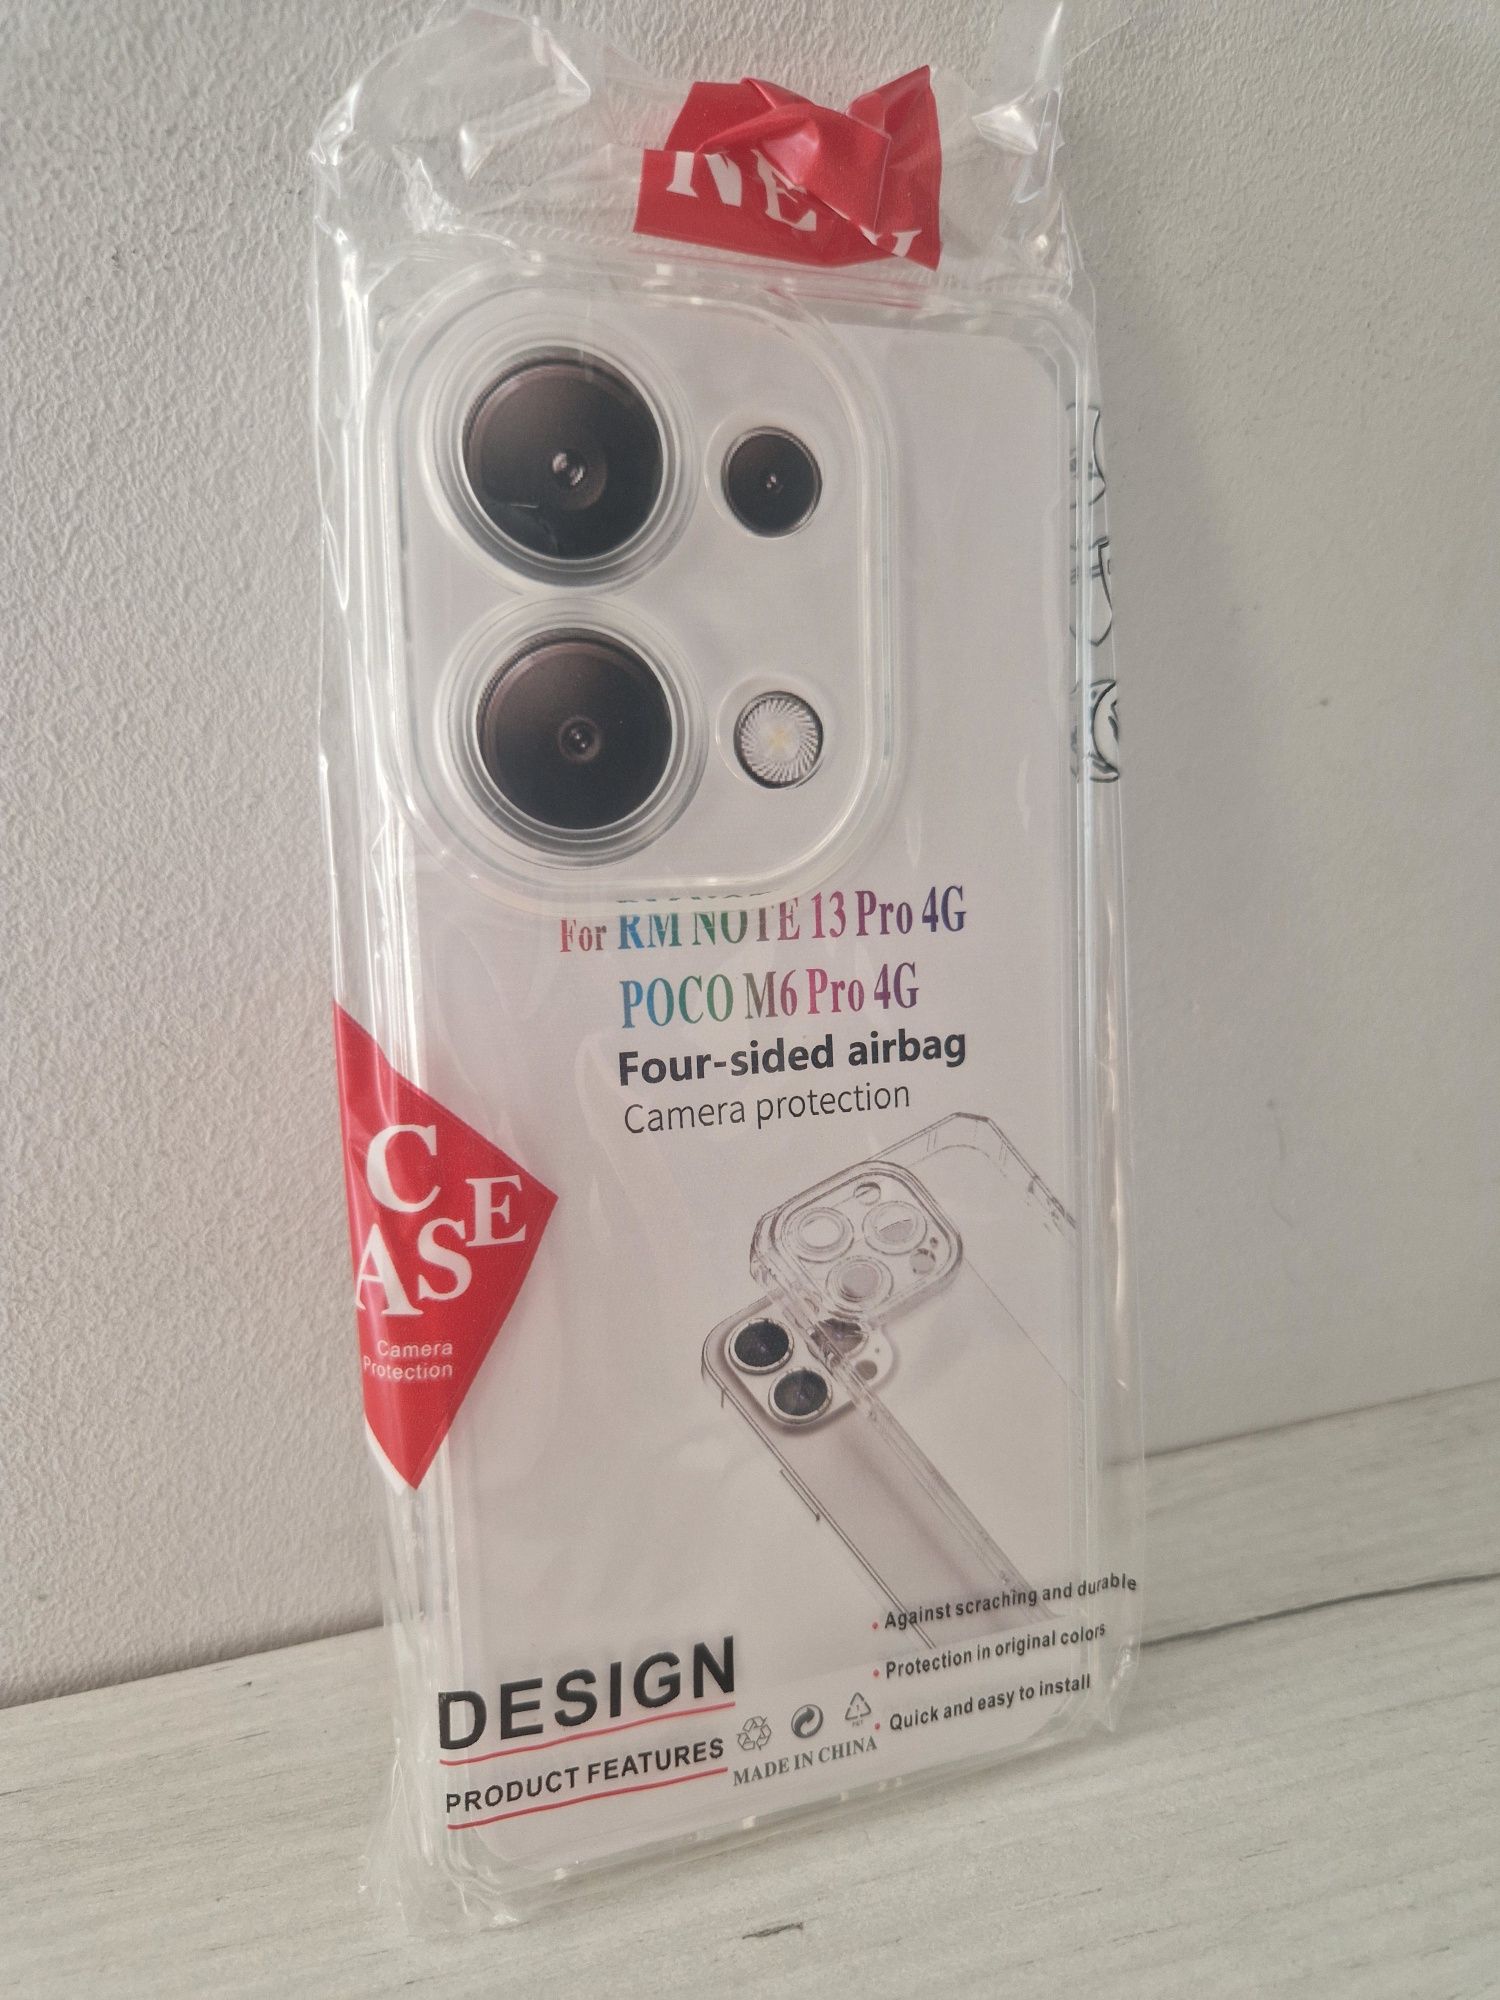 NEW
For RM NOTE 13 Pro 4G
POCO M6 Pro 4G
Four-sided airbag
Camera protection
CASE
Camera
Protection
Against scraching and durable
Protection in original colors
Quick and easy to install
DESIGN
PRODUCT FEATURES
MADE IN CHINA